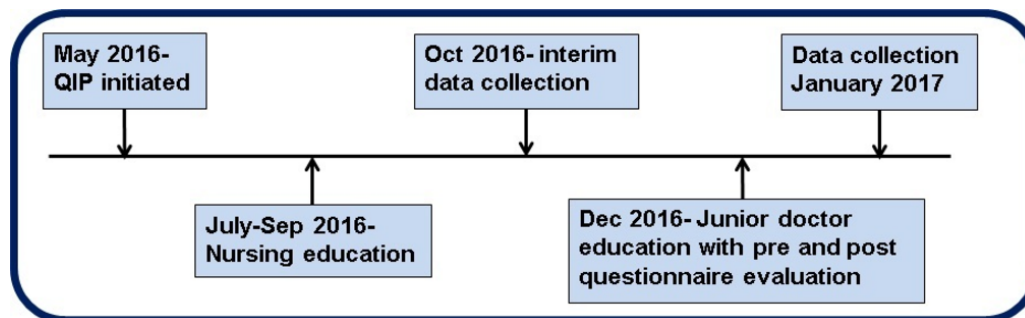 May 2016-
QIP initiated
Oct 2016- interim
data collection
Data collection
January 2017
July-Sep 2016-
Nursing education
Dec 2016- Junior doctor
education with pre and post
questionnaire evaluation